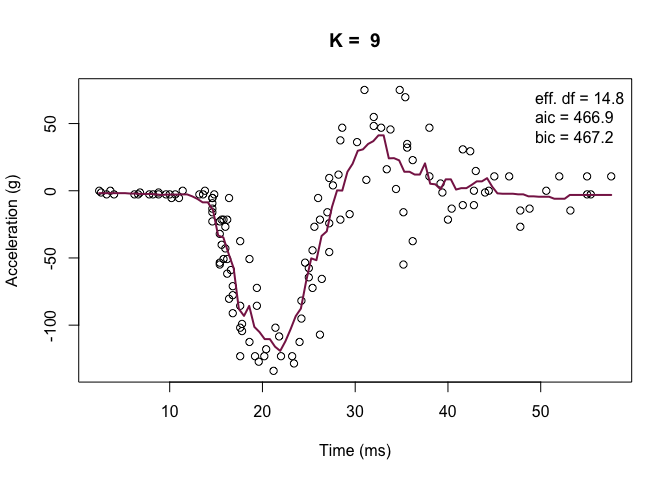 K = 9
eff. df = 14.8
aic = 466.9
bic = 467.2
50
0
-50
-100
Acceleration (g)
10 20 30 40 50
Time (ms)